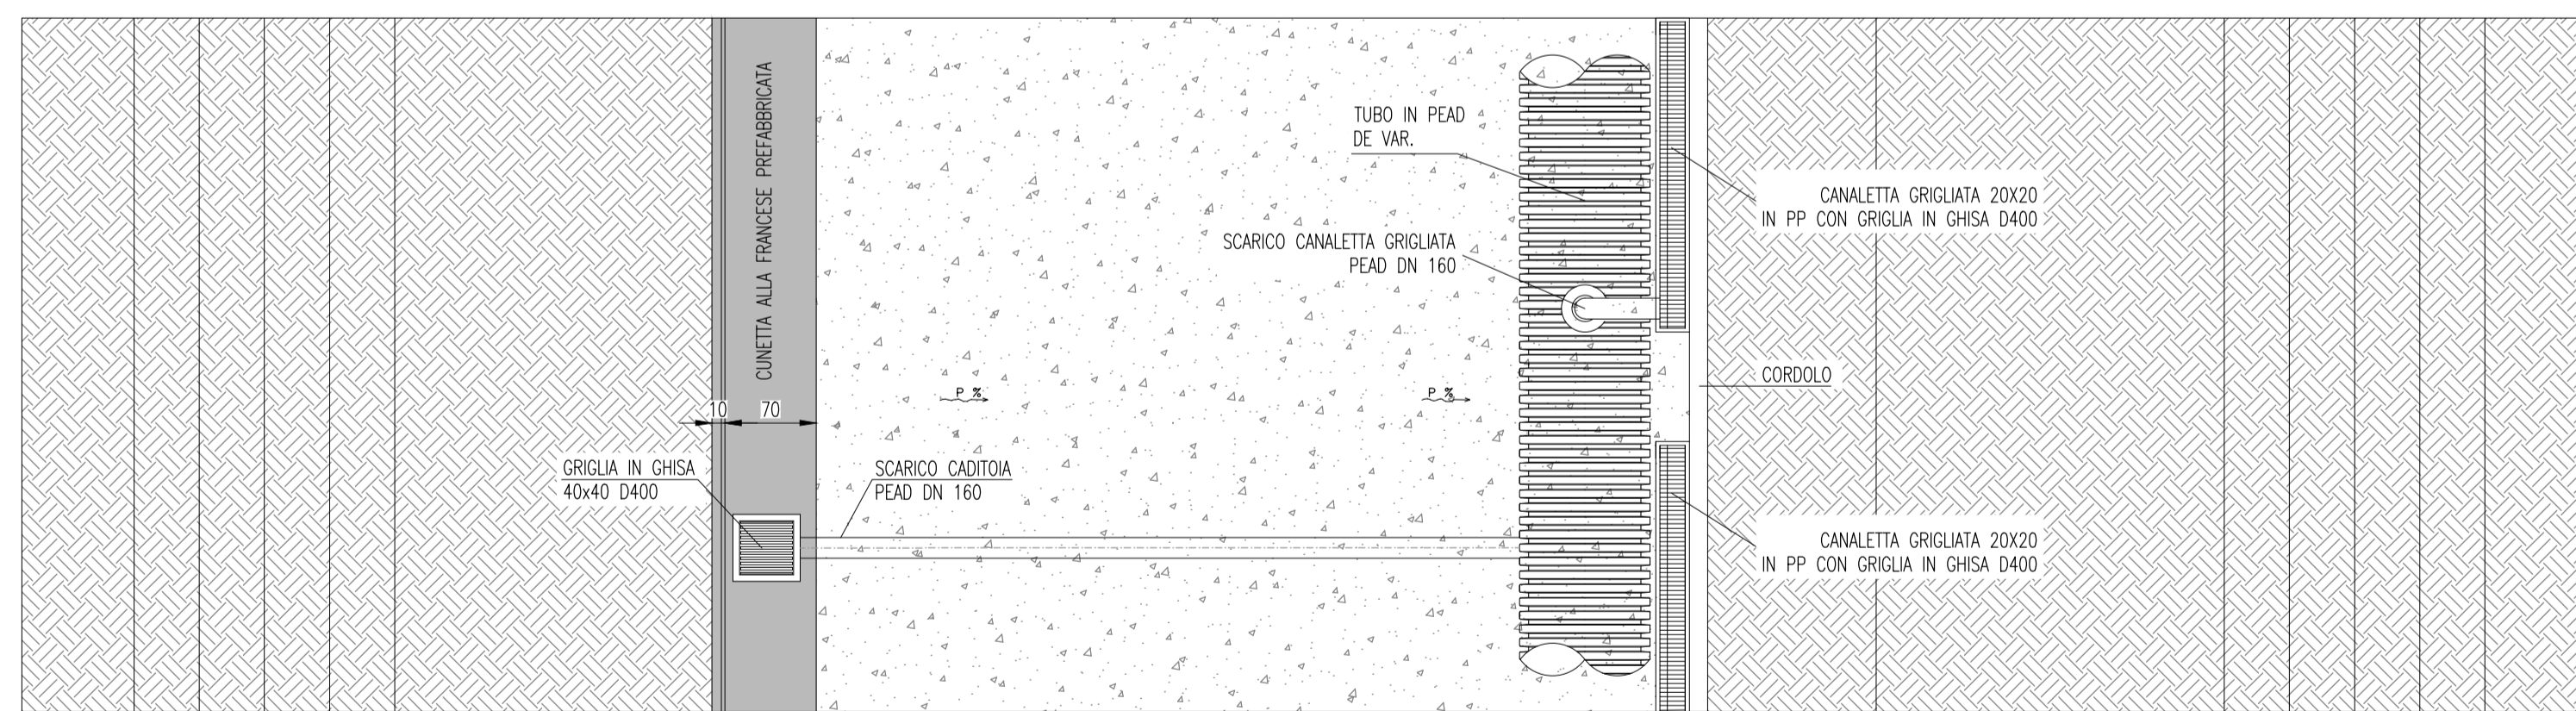 CUNETTA ALLA FRANCESE PREFABBRICATA
TUBO IN PEAD
DE VAR.
CANALETTA GRIGLIATA 20X20
IN PP CON GRIGLIA IN GHISA D400
SCARICO CANALETTA GRIGLIATA
PEAD DN 160
CORDOLO
P %
P %
10
70
GRIGLIA IN GHISA
40x40 D400
SCARICO CADITOIA
PEAD DN 160
CANALETTA GRIGLIATA 20X20
IN PP CON GRIGLIA IN GHISA D400